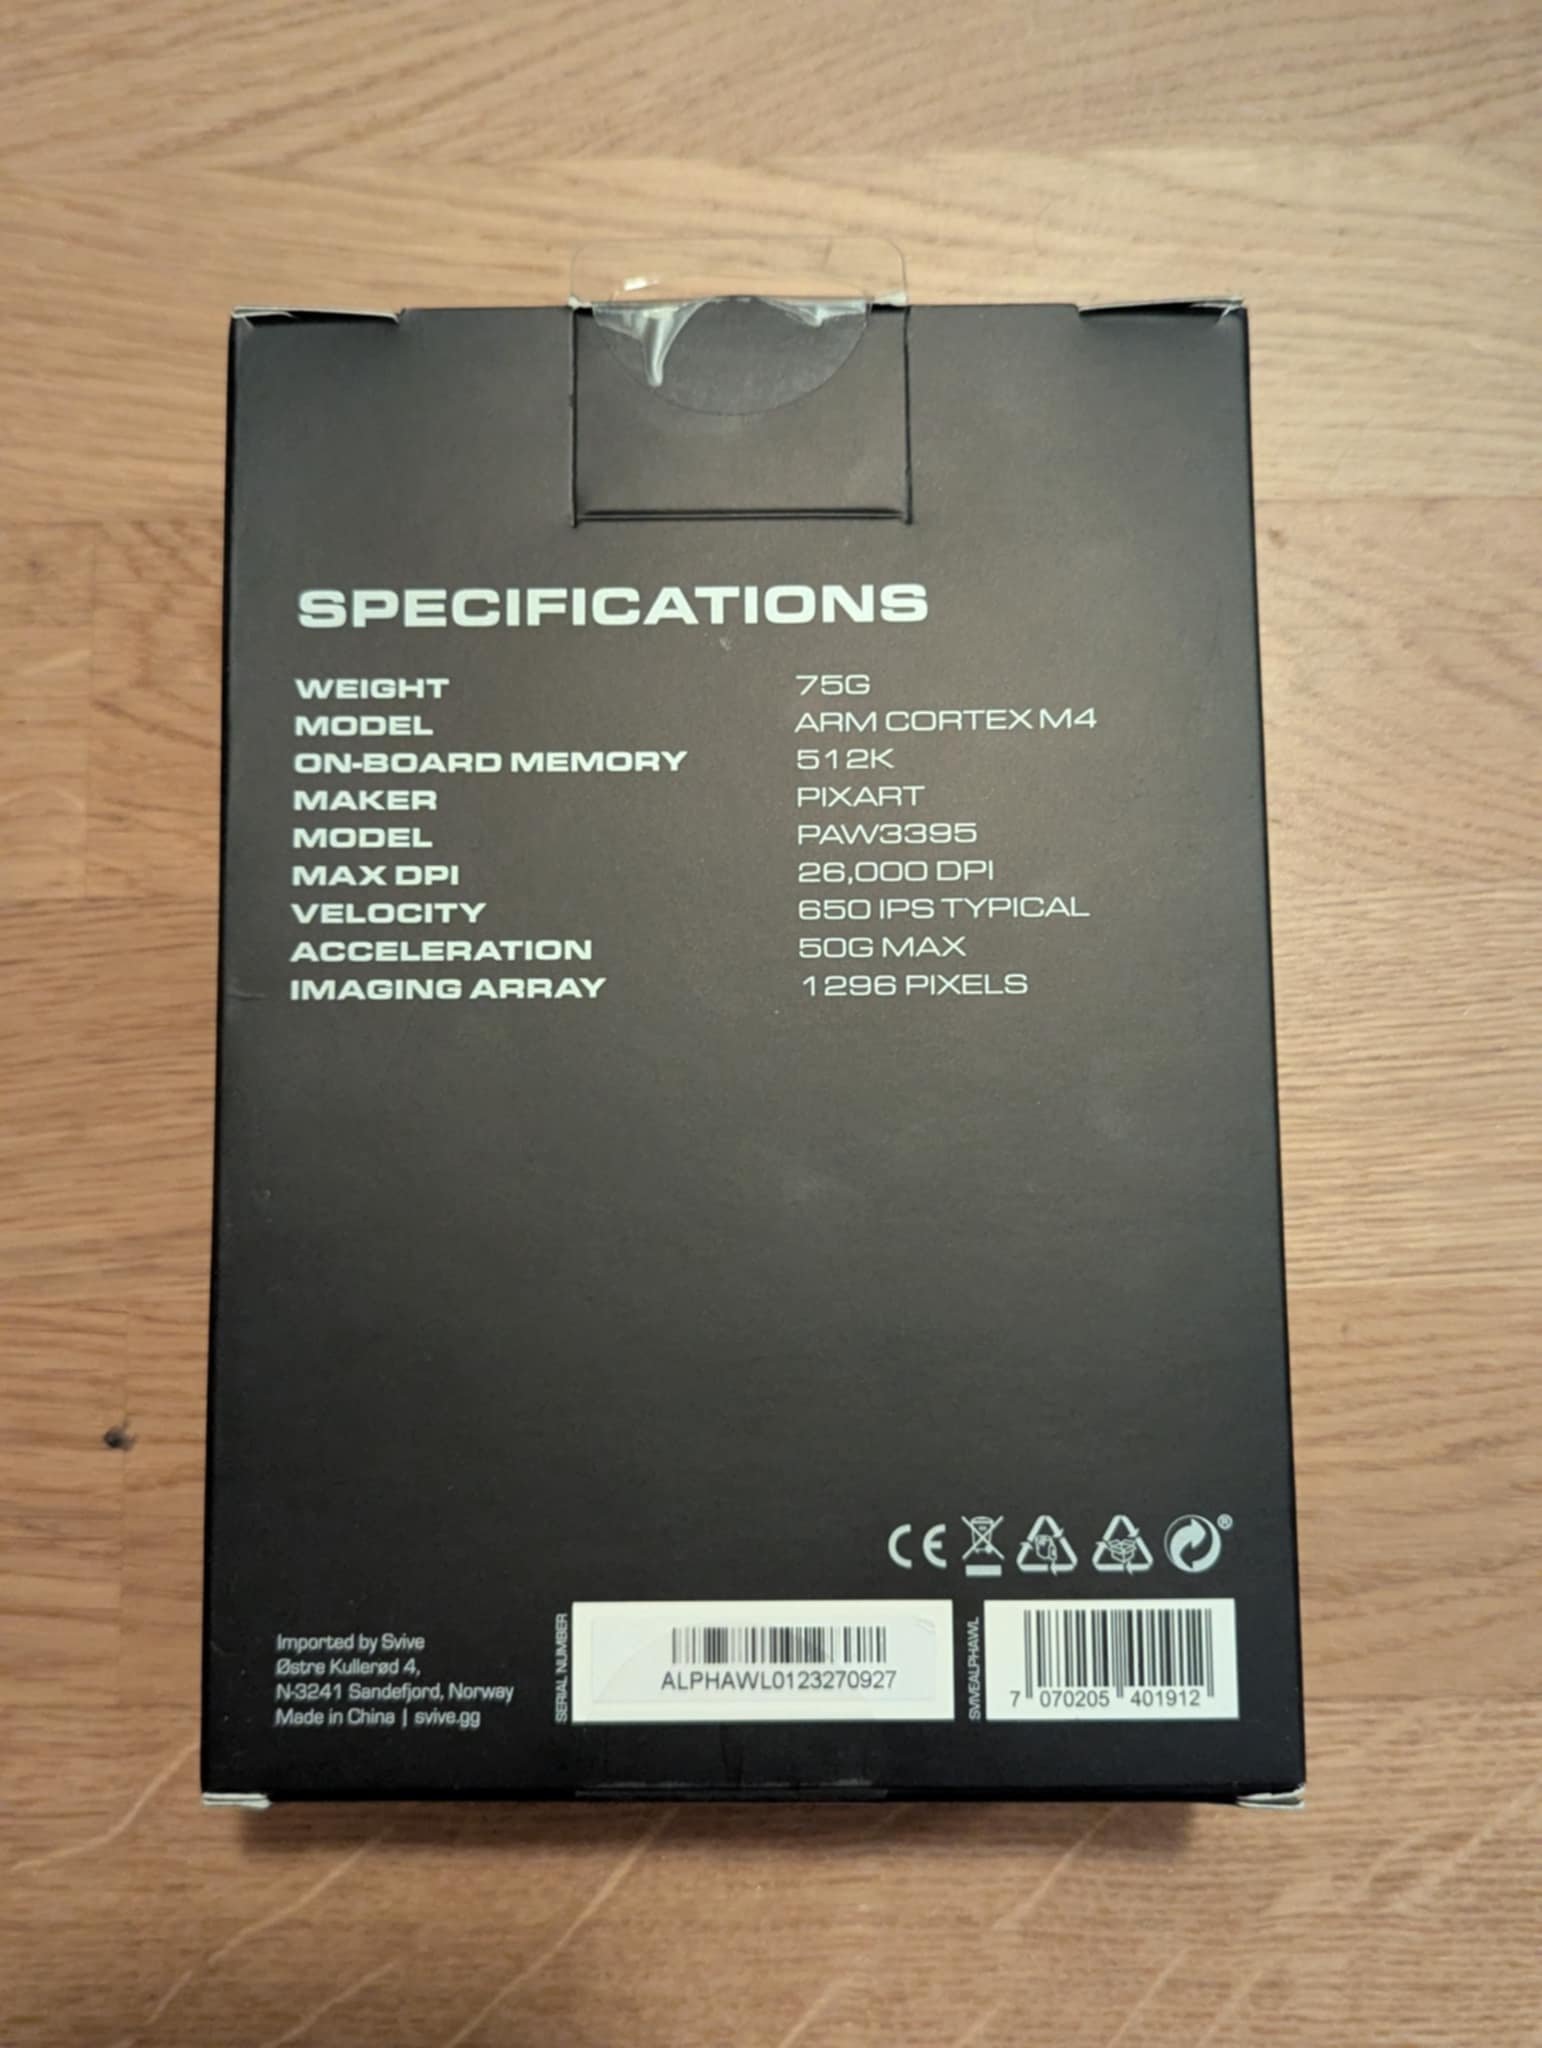 SPECIFICATIONS
WEIGHT 75G
MODEL ARM CORTEX M4
ON-BOARD MEMORY 512K
MAKER PIXART
MODEL PAW3395
MAX DPI 26,000 DPI
VELOCITY 650 IPS TYPICAL
ACCELERATION 50G MAX
IMAGING ARRAY 1296 PIXELS
CE
®
Imported by Svive
Østre Kullerød 4,
N-3241 Sandefjord, Norway
Made in China | svive.gg
SERIAL NUMBER
ALPHAWL0123270927
SVIVEALPHAWL
7 070205 401912